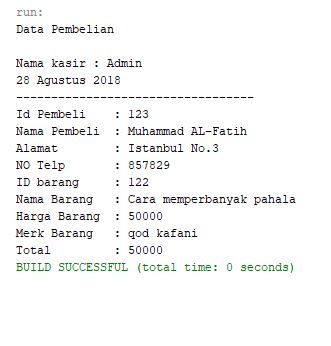 run:
Data Pembelian
Nama kasir : Admin
28 Agustus 2018
----------------------------------
Id Pembeli   : 123
Nama Pembeli  : Muhammad AL-Fatih
Alamat        : Istanbul No.3
NO Telp       : 857829
ID barang     : 122
Nama Barang   : Cara memperbanyak pahala
Harga Barang  : 50000
Merk Barang   : qod kafani
Total         : 50000
BUILD SUCCESSFUL (total time: 0 seconds)